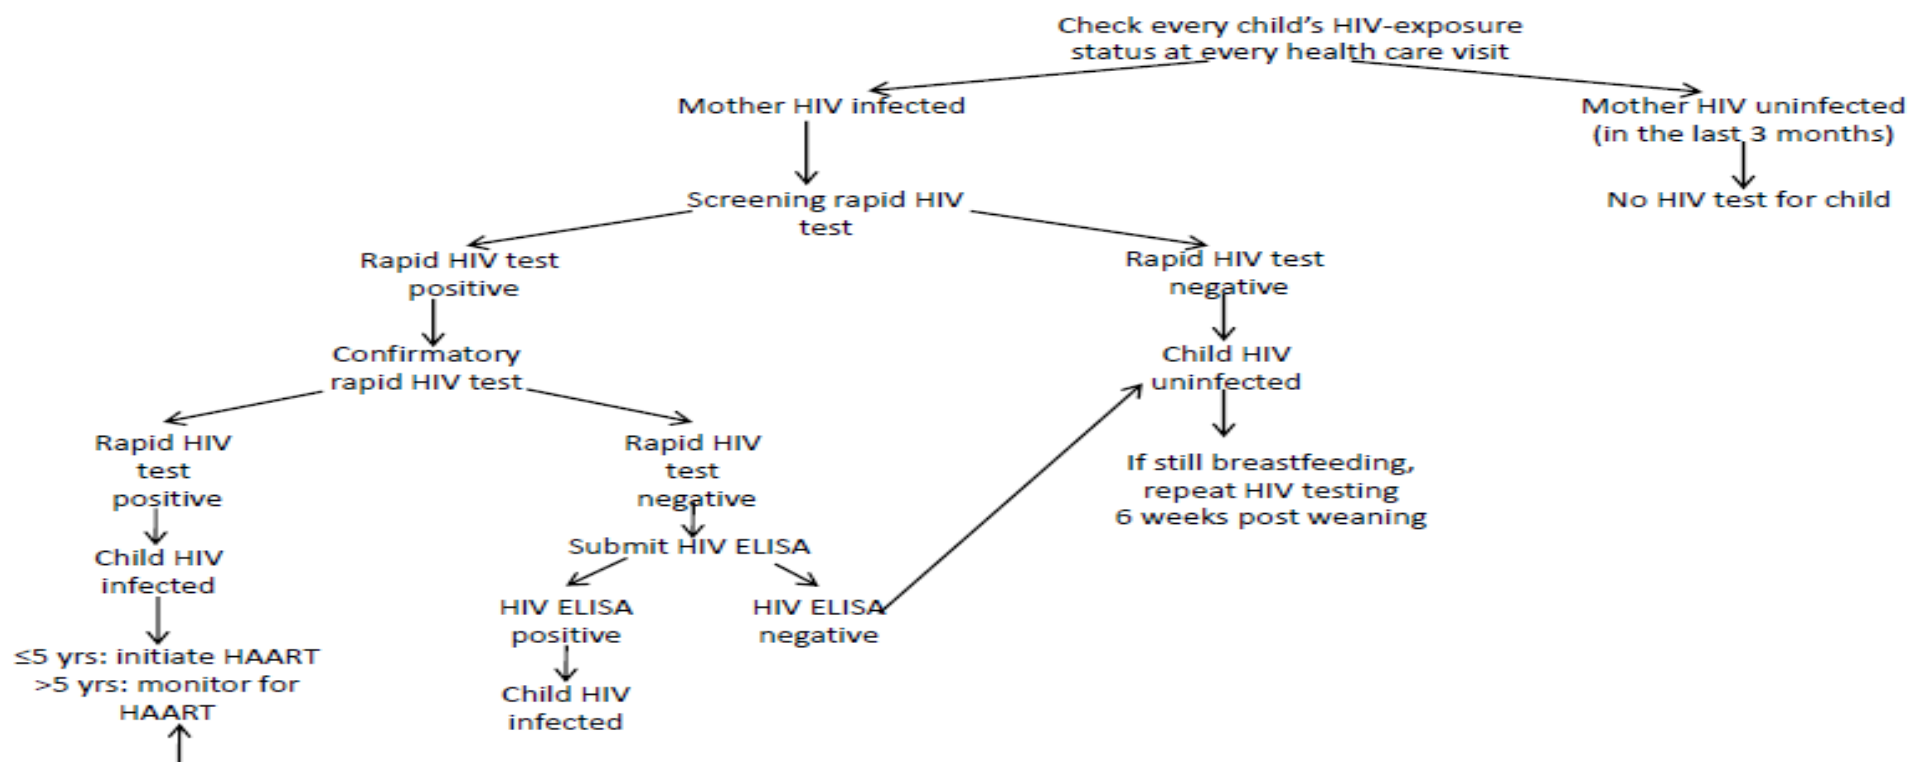 Check every child’s HIV-exposure
status at every health care visit
Mother HIV infected
Mother HIV uninfected
(in the last 3 months)
No HIV test for child
Screening rapid HIV
test
Rapid HIV test
positive
Rapid HIV test
negative
Confirmatory
rapid HIV test
Child HIV
uninfected
If still breastfeeding,
repeat HIV testing
6 weeks post weaning
Rapid HIV
test
positive
Rapid HIV
test
negative
Child HIV
infected
Submit HIV ELISA
HIV ELISA
positive
HIV ELISA
negative
≤5 yrs: initiate HAART
>5 yrs: monitor for
HAART
Child HIV
infected